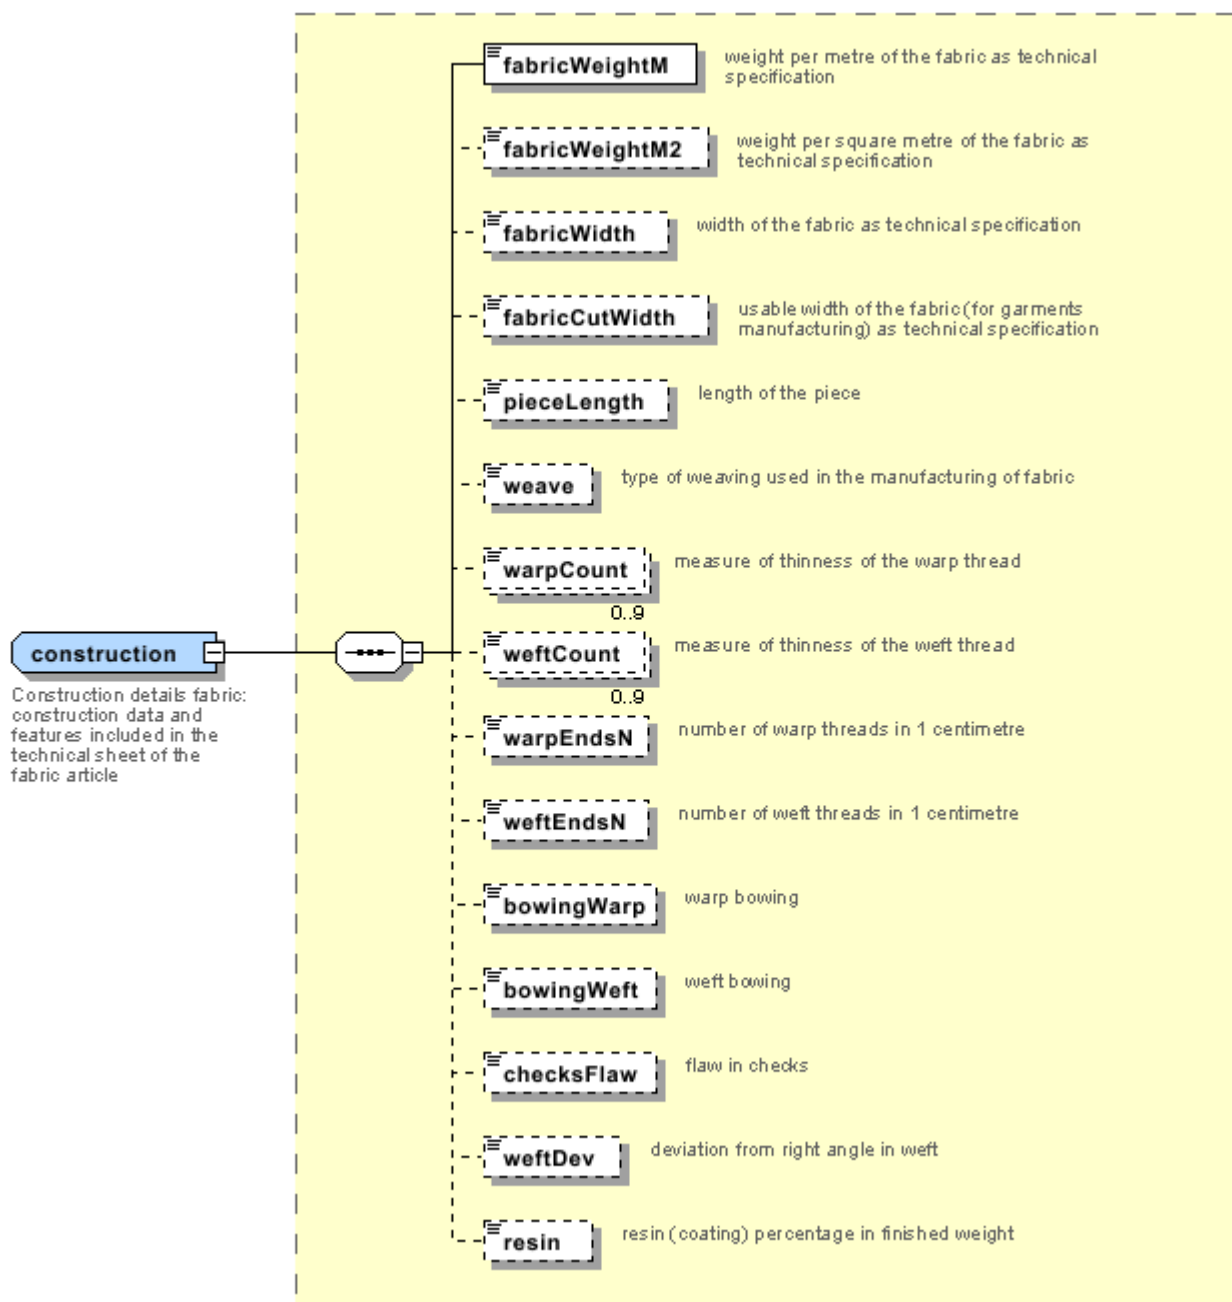 fabricWeightM
weight per metre of the fabric as technical
specification
fabricWeightM2
weight per square metre of the fabric as
technical specification
fabricWidth
width of the fabric as technical specification
fabricCutWidth
usable width of the fabric (for garments
manufacturing) as technical specification
pieceLength
length of the piece
weave
type of weaving used in the manufacturing of fabric
warpCount
measure of thinness of the warp thread
0..9
construction
Construction details fabric:
construction data and
features included in the
technical sheet of the
fabric article
weftCount
measure of thinness of the weft thread
0..9
warpEndsN
number of warp threads in 1 centimetre
weftEndsN
number of weft threads in 1 centimetre
bowingWarp
warp bowing
bowingWeft
weft bowing
checksFlaw
flaw in checks
weftDev
deviation from right angle in weft
resin
resin (coating) percentage in finished weight